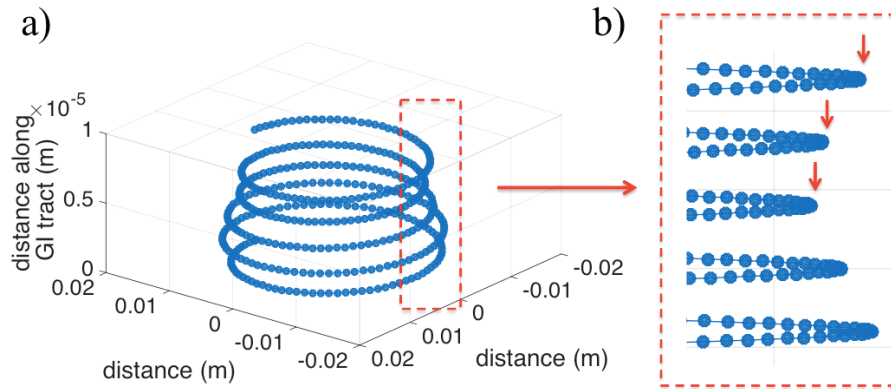 a)
b)
×10⁻⁵
distance along
GI tract (m)
1
0.5
0
0.02
0.01
0
-0.01
-0.02
0.02
0.01
0
-0.01
-0.02
distance (m)
distance (m)